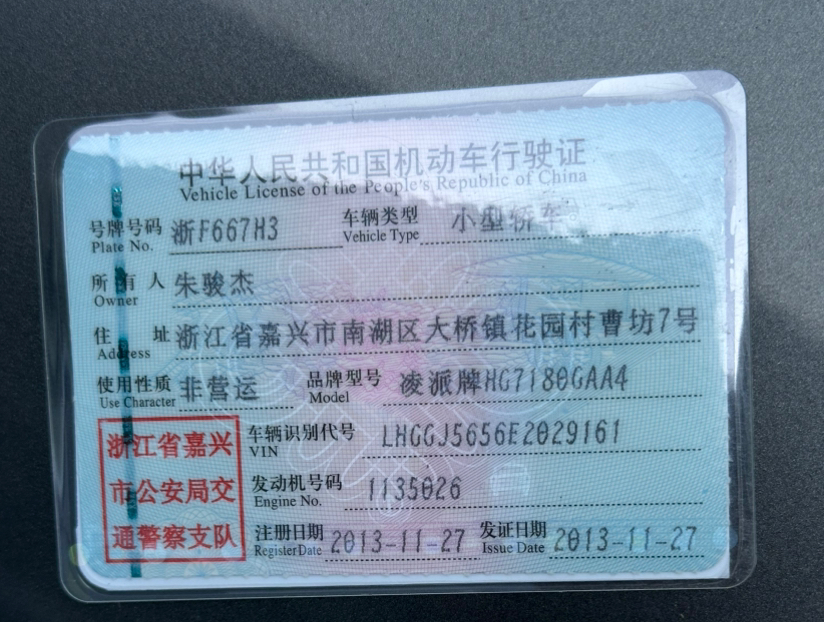 中华人民共和国机动车行驶证
Vehicle License of the People's Republic of China
号牌号码 浙F667H3 车辆类型 小型轿车
Plate No. Vehicle Type
所有人 朱骏杰
Owner
住址 浙江省嘉兴市南湖区大桥镇花园村曹坊7号
Address
使用性质 非营运 品牌型号 凌派牌HG7180GAA4
Use Character Model
浙江省嘉兴
市公安局交
通警察支队
车辆识别代号 LHGGJ5656E2029161
VIN
发动机号码 1135026
Engine No.
注册日期 2013-11-27 发证日期 2013-11-27
Register Date Issue Date